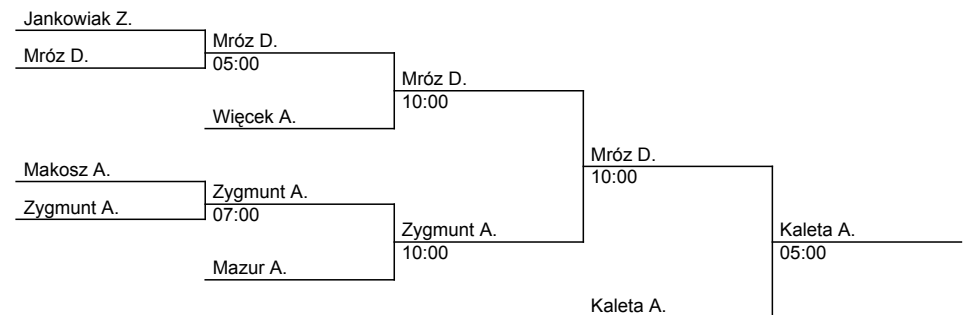 Jankowiak Z.
Mróz D.
Mróz D.
05:00
Mróz D.
10:00
Więcek A.
Mróz D.
10:00
Makosz A.
Zygmunt A.
Zygmunt A.
07:00
Zygmunt A.
10:00
Mazur A.
Kaleta A.
05:00
Kaleta A.